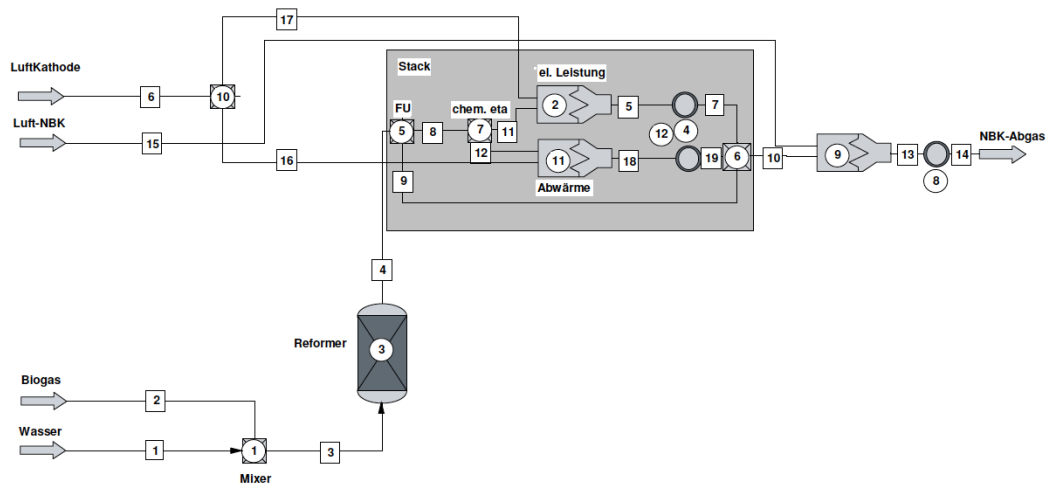 17
LuftKathode
Stack
el. Leistung
6
10
FU
chem. eta
2
5
7
Luft-NBK
15
5
8
7
11
12
4
NBK-Abgas
16
12
11
18
19
6
10
9
13
14
9
Abwärme
8
4
Reformer
3
Biogas
2
Wasser
1
1
3
Mixer